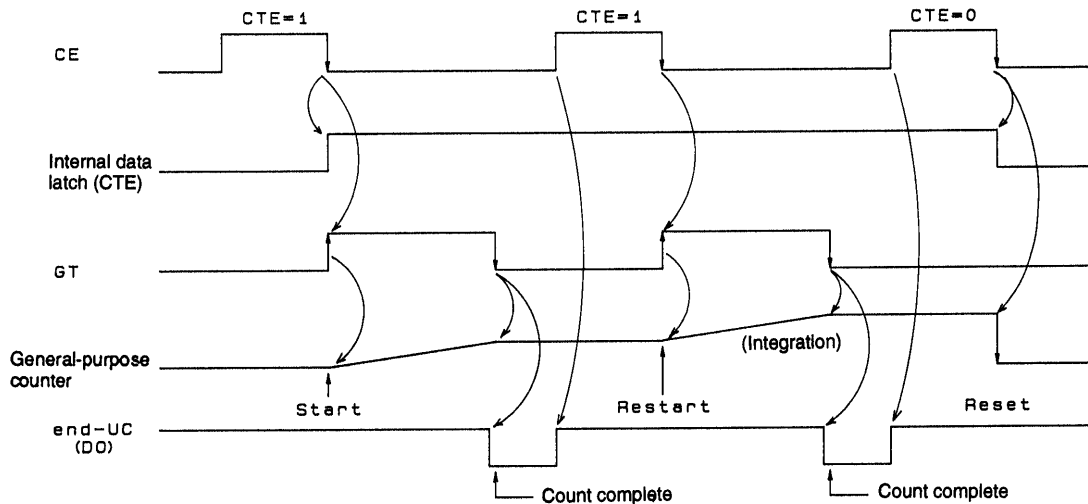 CTE=1 CTE=1 CTE=0
CE
Internal data
latch (CTE)
GT
(Integration)
General-purpose
counter
Start Restart Reset
end-UC
(DO)
Count complete Count complete